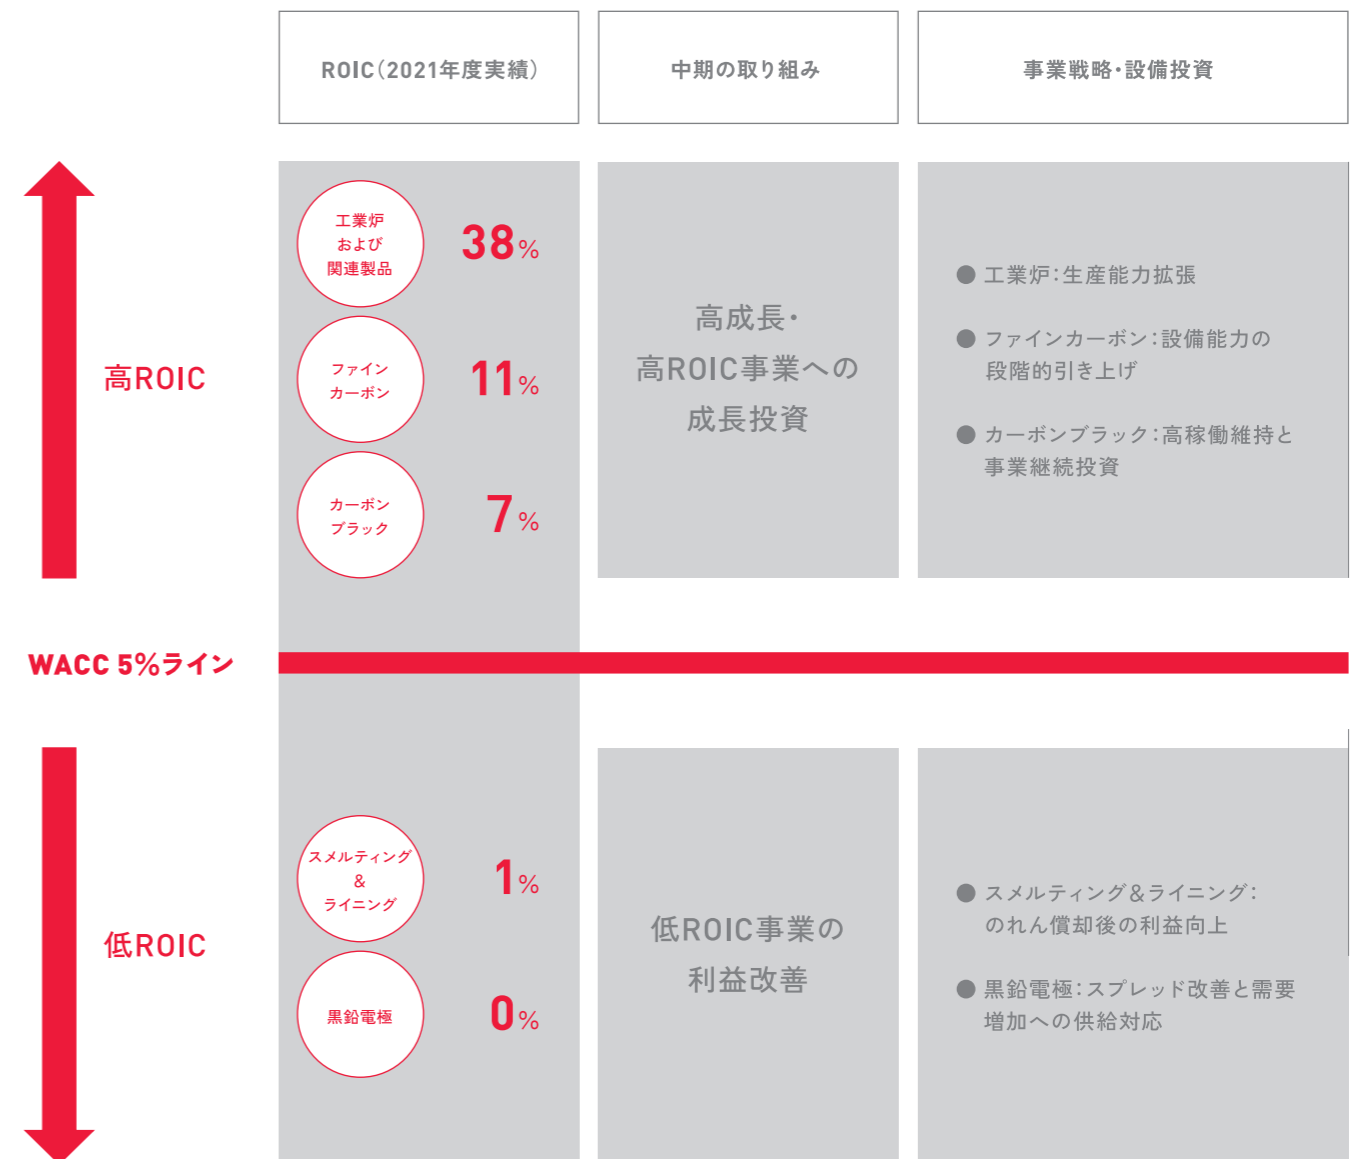 ROIC（2021年度実績）
中期の取り組み
事業戦略・設備投資
高ROIC
工業炉
および
関連製品
38%
ファイン
カーボン
11%
カーボン
ブラック
7%
高成長・
高ROIC事業への
成長投資
● 工業炉：生産能力拡張
● ファインカーボン：設備能力の
段階的引き上げ
● カーボンブラック：高稼働維持と
事業継続投資
WACC 5%ライン
低ROIC
スメルティング
&
ライニング
1%
黒鉛電極
0%
低ROIC事業の
利益改善
● スメルティング&ライニング：
のれん償却後の利益向上
● 黒鉛電極：スプレッド改善と需要
増加への供給対応